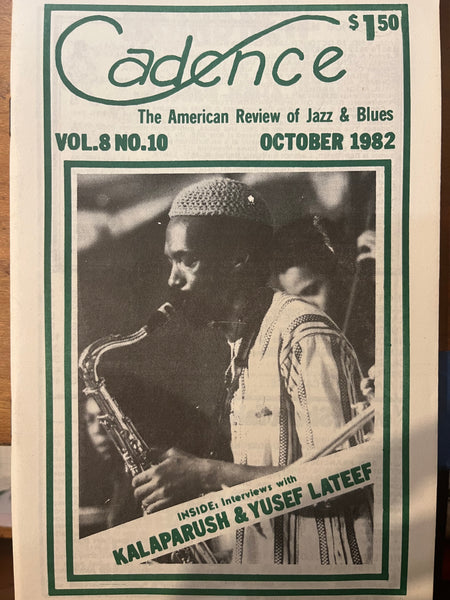 $1.50
Cadence
The American Review of Jazz & Blues
VOL.8 NO.10 OCTOBER 1982
INSIDE: Interviews with
KALAPARUSH & YUSEF LATEEF